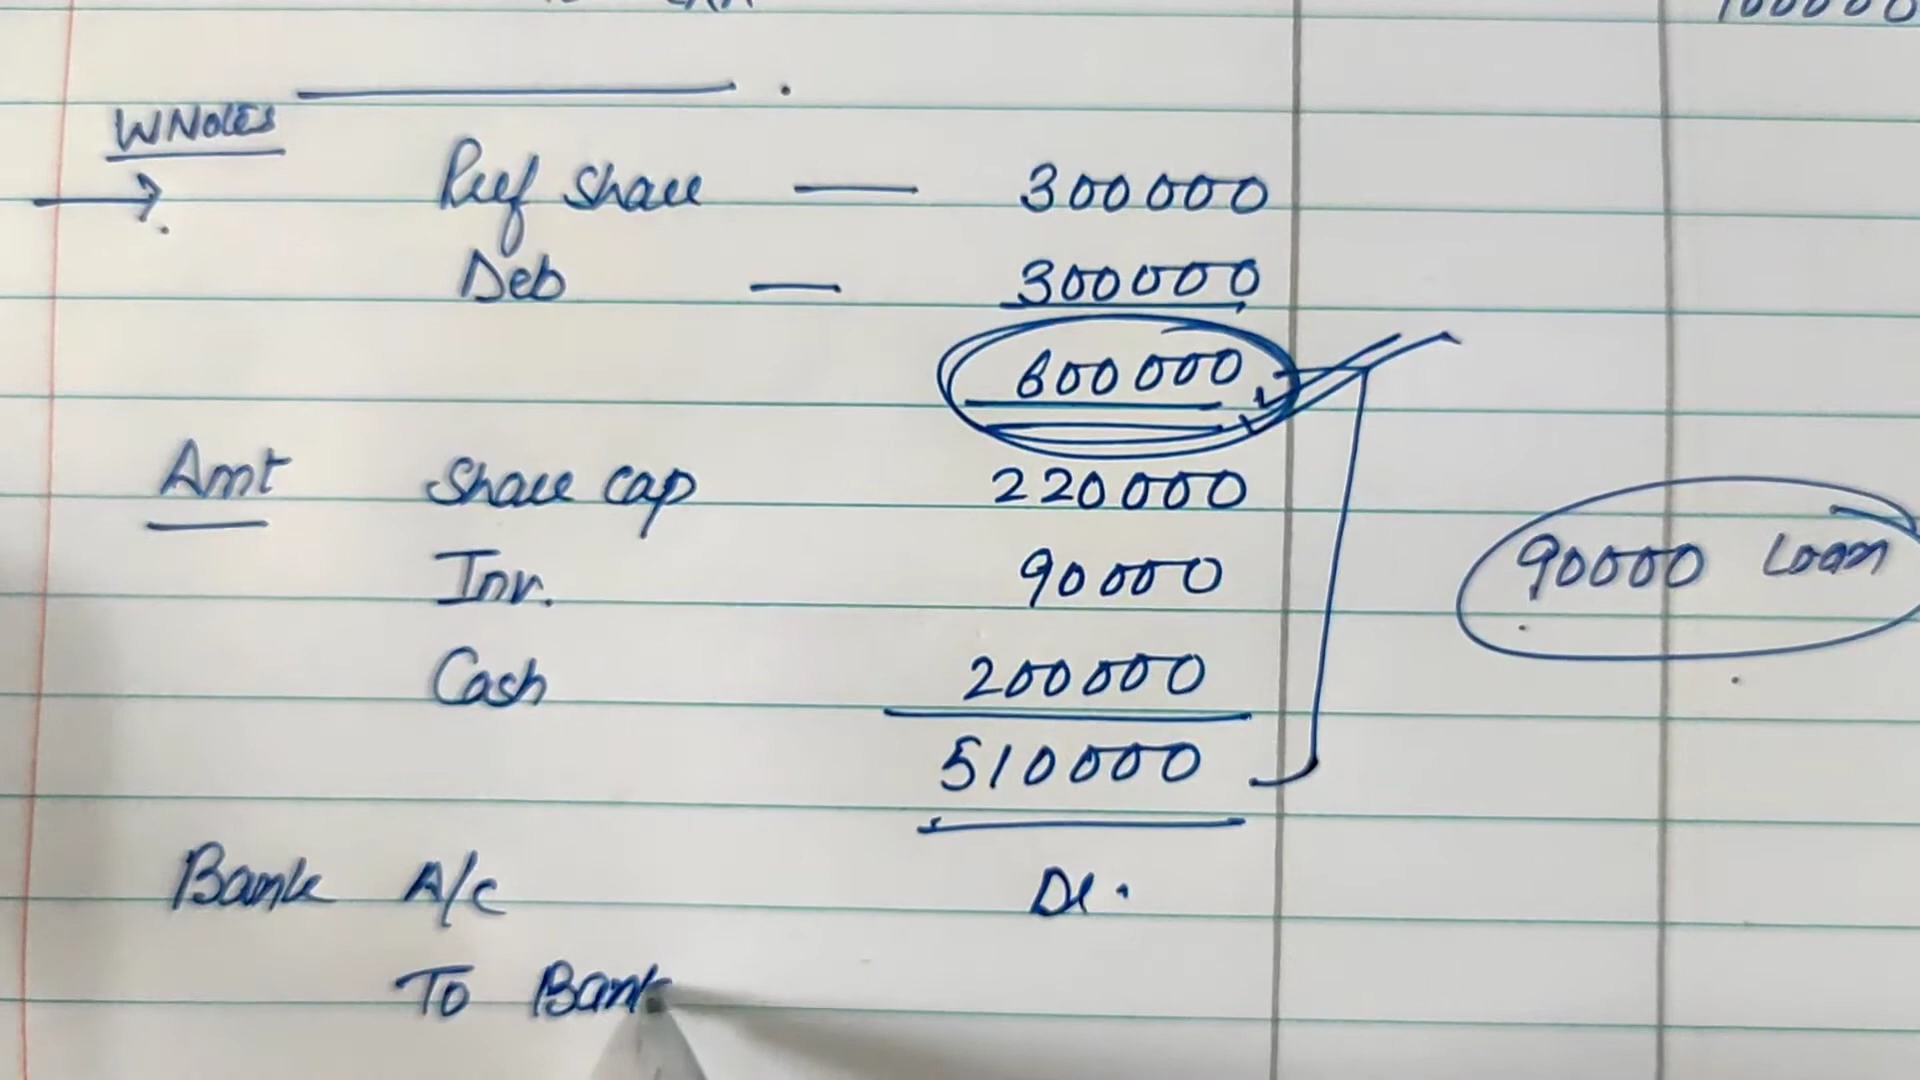 100000
WNotes
Pref Share — 300000
Deb — 300000
600000
Amt Share cap 220000
Inv. 90000
90000 Loan
Cash 200000
510000
Bank A/c Dr.
To Bank